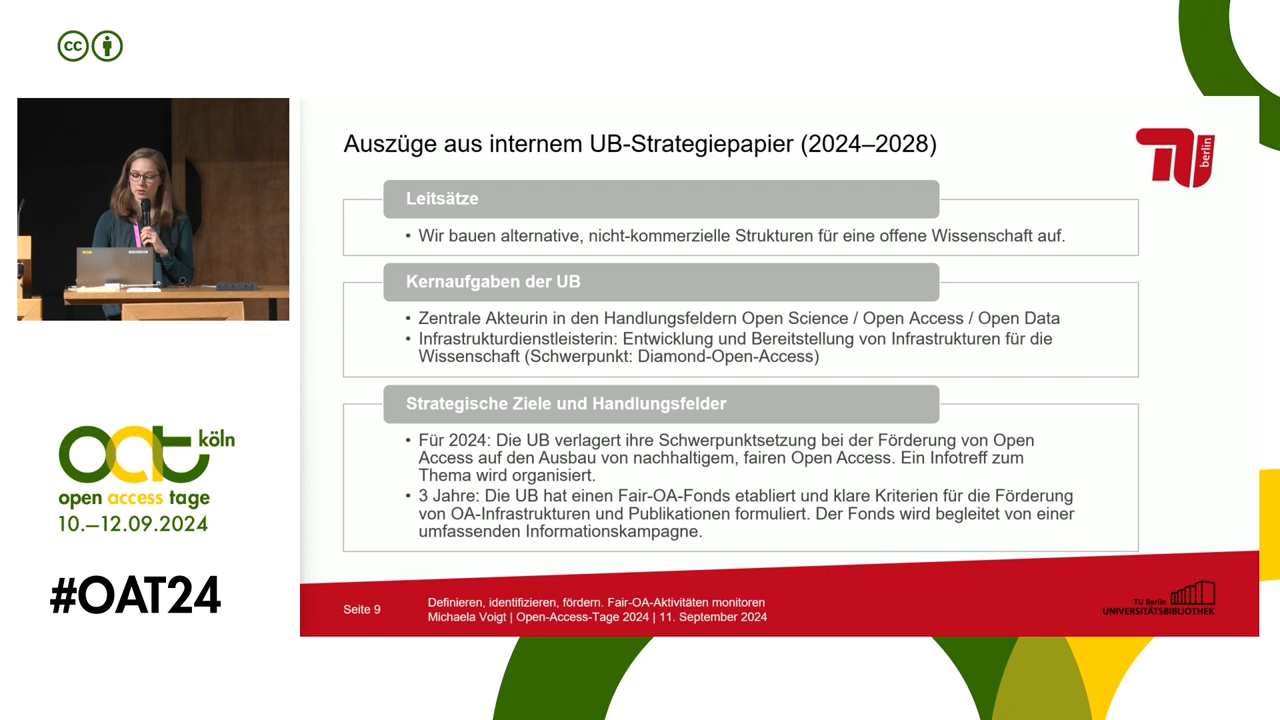 cc
Auszüge aus internem UB-Strategiepapier (2024–2028)
berlin
Leitsätze
• Wir bauen alternative, nicht-kommerzielle Strukturen für eine offene Wissenschaft auf.
Kernaufgaben der UB
• Zentrale Akteurin in den Handlungsfeldern Open Science / Open Access / Open Data
• Infrastrukturdienstleisterin: Entwicklung und Bereitstellung von Infrastrukturen für die
Wissenschaft (Schwerpunkt: Diamond-Open-Access)
Strategische Ziele und Handlungsfelder
• Für 2024: Die UB verlagert ihre Schwerpunktsetzung bei der Förderung von Open
Access auf den Ausbau von nachhaltigem, fairen Open Access. Ein Infotreff zum
Thema wird organisiert.
• 3 Jahre: Die UB hat einen Fair-OA-Fonds etabliert und klare Kriterien für die Förderung
von OA-Infrastrukturen und Publikationen formuliert. Der Fonds wird begleitet von einer
umfassenden Informationskampagne.
Seite 9
Definieren, identifizieren, fördern. Fair-OA-Aktivitäten monitoren
Michaela Voigt | Open-Access-Tage 2024 | 11. September 2024
TU Berlin
UNIVERSITÄTSBIBLIOTHEK
oat köln
open access tage
10.–12.09.2024
#OAT24